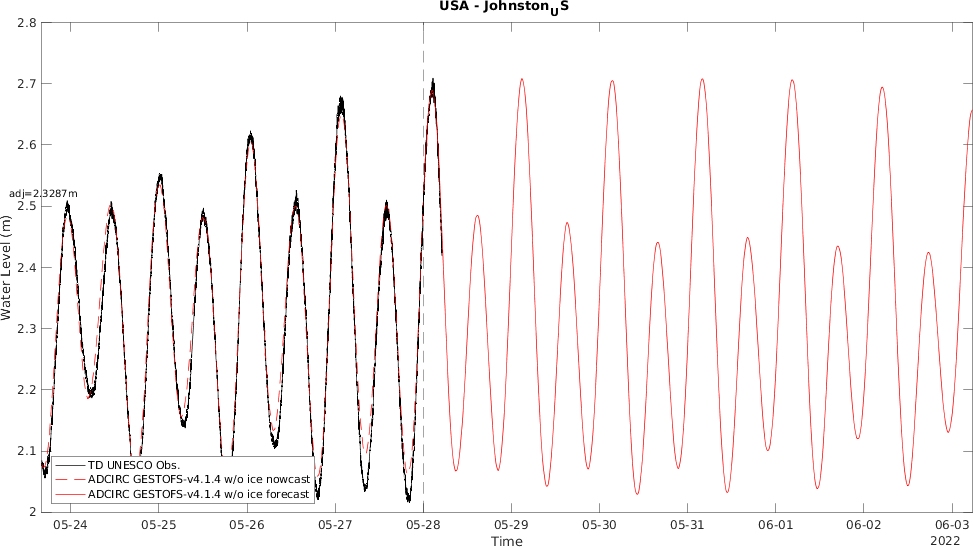 USA - Johnston_US
2.8
2.7
2.6
adj=2.3287m
2.5
2.4
2.3
2.2
2.1
2
Water Level (m)
TD UNESCO Obs.
ADCIRC GESTOFS-v4.1.4 w/o ice nowcast
ADCIRC GESTOFS-v4.1.4 w/o ice forecast
05-24 05-25 05-26 05-27 05-28 05-29 05-30 05-31 06-01 06-02 06-03
Time
2022